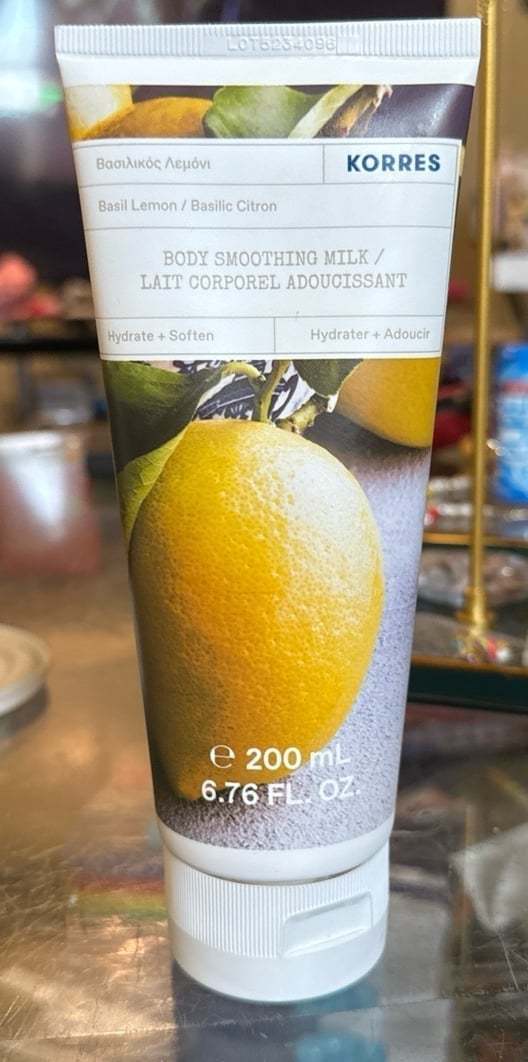 LOT5234096
Βασιλικός Λεμόνι
KORRES
Basil Lemon / Basilic Citron
BODY SMOOTHING MILK /
LAIT CORPOREL ADOUCISSANT
Hydrate + Soften
Hydrater + Adoucir
℮ 200 mL
6.76 FL. OZ.